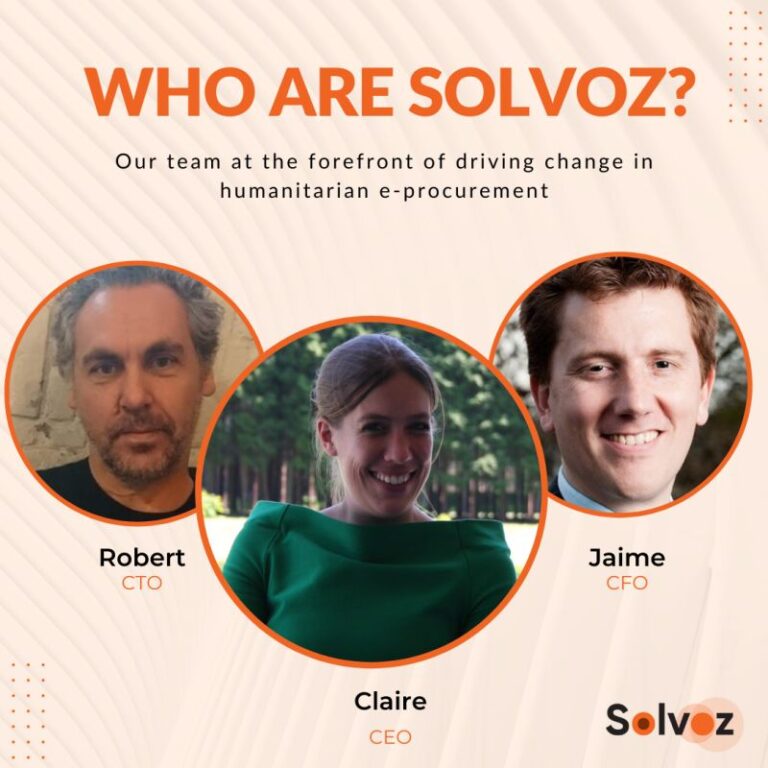 WHO ARE SOLVOZ?
Our team at the forefront of driving change in
humanitarian e-procurement
Robert
CTO
Jaime
CFO
Claire
CEO
Solvoz